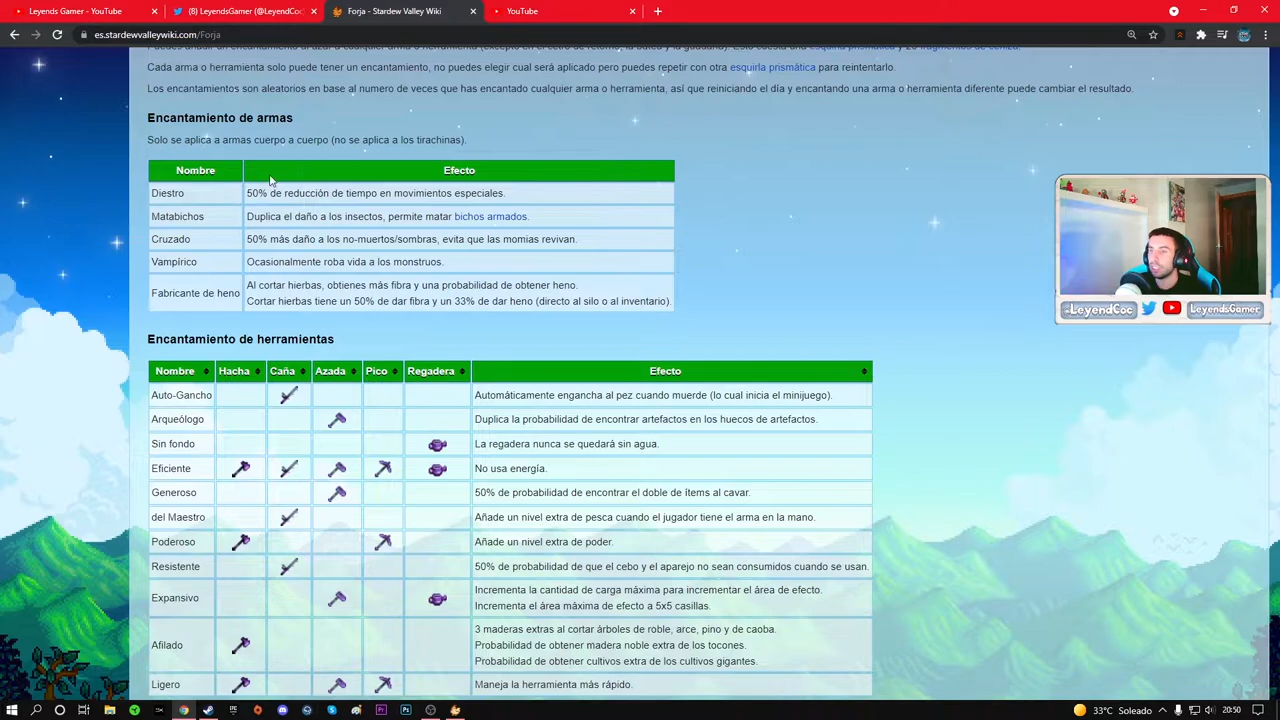 Leyends Gamer - YouTube
(8) LeyendsGamer (@LeyendCoc
Forja - Stardew Valley Wiki
YouTube
es.stardewvalleywiki.com/Forja
Cada arma o herramienta solo puede tener un encantamiento, no puedes elegir cual será aplicado pero puedes repetir con otra esquirla prismática para reintentarlo.
Los encantamientos son aleatorios en base al numero de veces que has encantado cualquier arma o herramienta, así que reiniciando el día y encantando una arma o herramienta diferente puede cambiar el resultado.
Encantamiento de armas
Solo se aplica a armas cuerpo a cuerpo (no se aplica a los tirachinas).
Nombre Efecto
Diestro 50% de reducción de tiempo en movimientos especiales.
Matabichos Duplica el daño a los insectos, permite matar bichos armados.
Cruzado 50% más daño a los no-muertos/sombras, evita que las momias revivan.
Vampírico Ocasionalmente roba vida a los monstruos.
Fabricante de heno Al cortar hierbas, obtienes más fibra y una probabilidad de obtener heno.
Cortar hierbas tiene un 50% de dar fibra y un 33% de dar heno (directo al silo o al inventario).
@LeyendCoc LeyendsGamer
Encantamiento de herramientas
Nombre Hacha Caña Azada Pico Regadera Efecto
Auto-Gancho Automáticamente engancha al pez cuando muerde (lo cual inicia el minijuego).
Arqueólogo Duplica la probabilidad de encontrar artefactos en los huecos de artefactos.
Sin fondo La regadera nunca se quedará sin agua.
Eficiente No usa energía.
Generoso 50% de probabilidad de encontrar el doble de ítems al cavar.
del Maestro Añade un nivel extra de pesca cuando el jugador tiene el arma en la mano.
Poderoso Añade un nivel extra de poder.
Resistente 50% de probabilidad de que el cebo y el aparejo no sean consumidos cuando se usan.
Expansivo Incrementa la cantidad de carga máxima para incrementar el área de efecto.
Incrementa el área máxima de efecto a 5x5 casillas.
Afilado 3 maderas extras al cortar árboles de roble, arce, pino y de caoba.
Probabilidad de obtener madera noble extra de los tocones.
Probabilidad de obtener cultivos extra de los cultivos gigantes.
Ligero Maneja la herramienta más rápido.
33°C Soleado 20:50